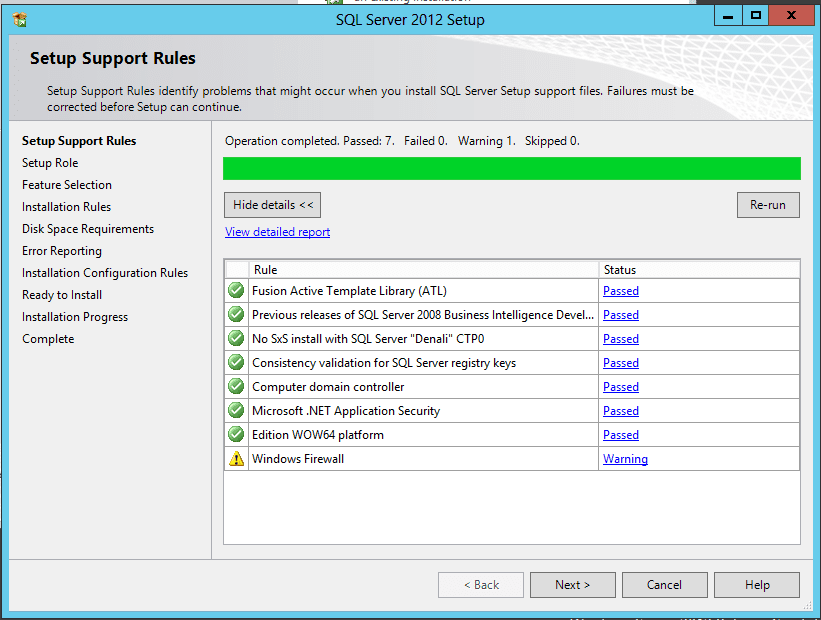 an existing installation
SQL Server 2012 Setup
Setup Support Rules
Setup Support Rules identify problems that might occur when you install SQL Server Setup support files. Failures must be
corrected before Setup can continue.
Setup Support Rules
Setup Role
Feature Selection
Installation Rules
Disk Space Requirements
Error Reporting
Installation Configuration Rules
Ready to Install
Installation Progress
Complete
Operation completed. Passed: 7. Failed 0. Warning 1. Skipped 0.
Hide details <<
Re-run
View detailed report
Rule Status
Fusion Active Template Library (ATL) Passed
Previous releases of SQL Server 2008 Business Intelligence Devel... Passed
No SxS install with SQL Server "Denali" CTP0 Passed
Consistency validation for SQL Server registry keys Passed
Computer domain controller Passed
Microsoft .NET Application Security Passed
Edition WOW64 platform Passed
Windows Firewall Warning
< Back Next > Cancel Help